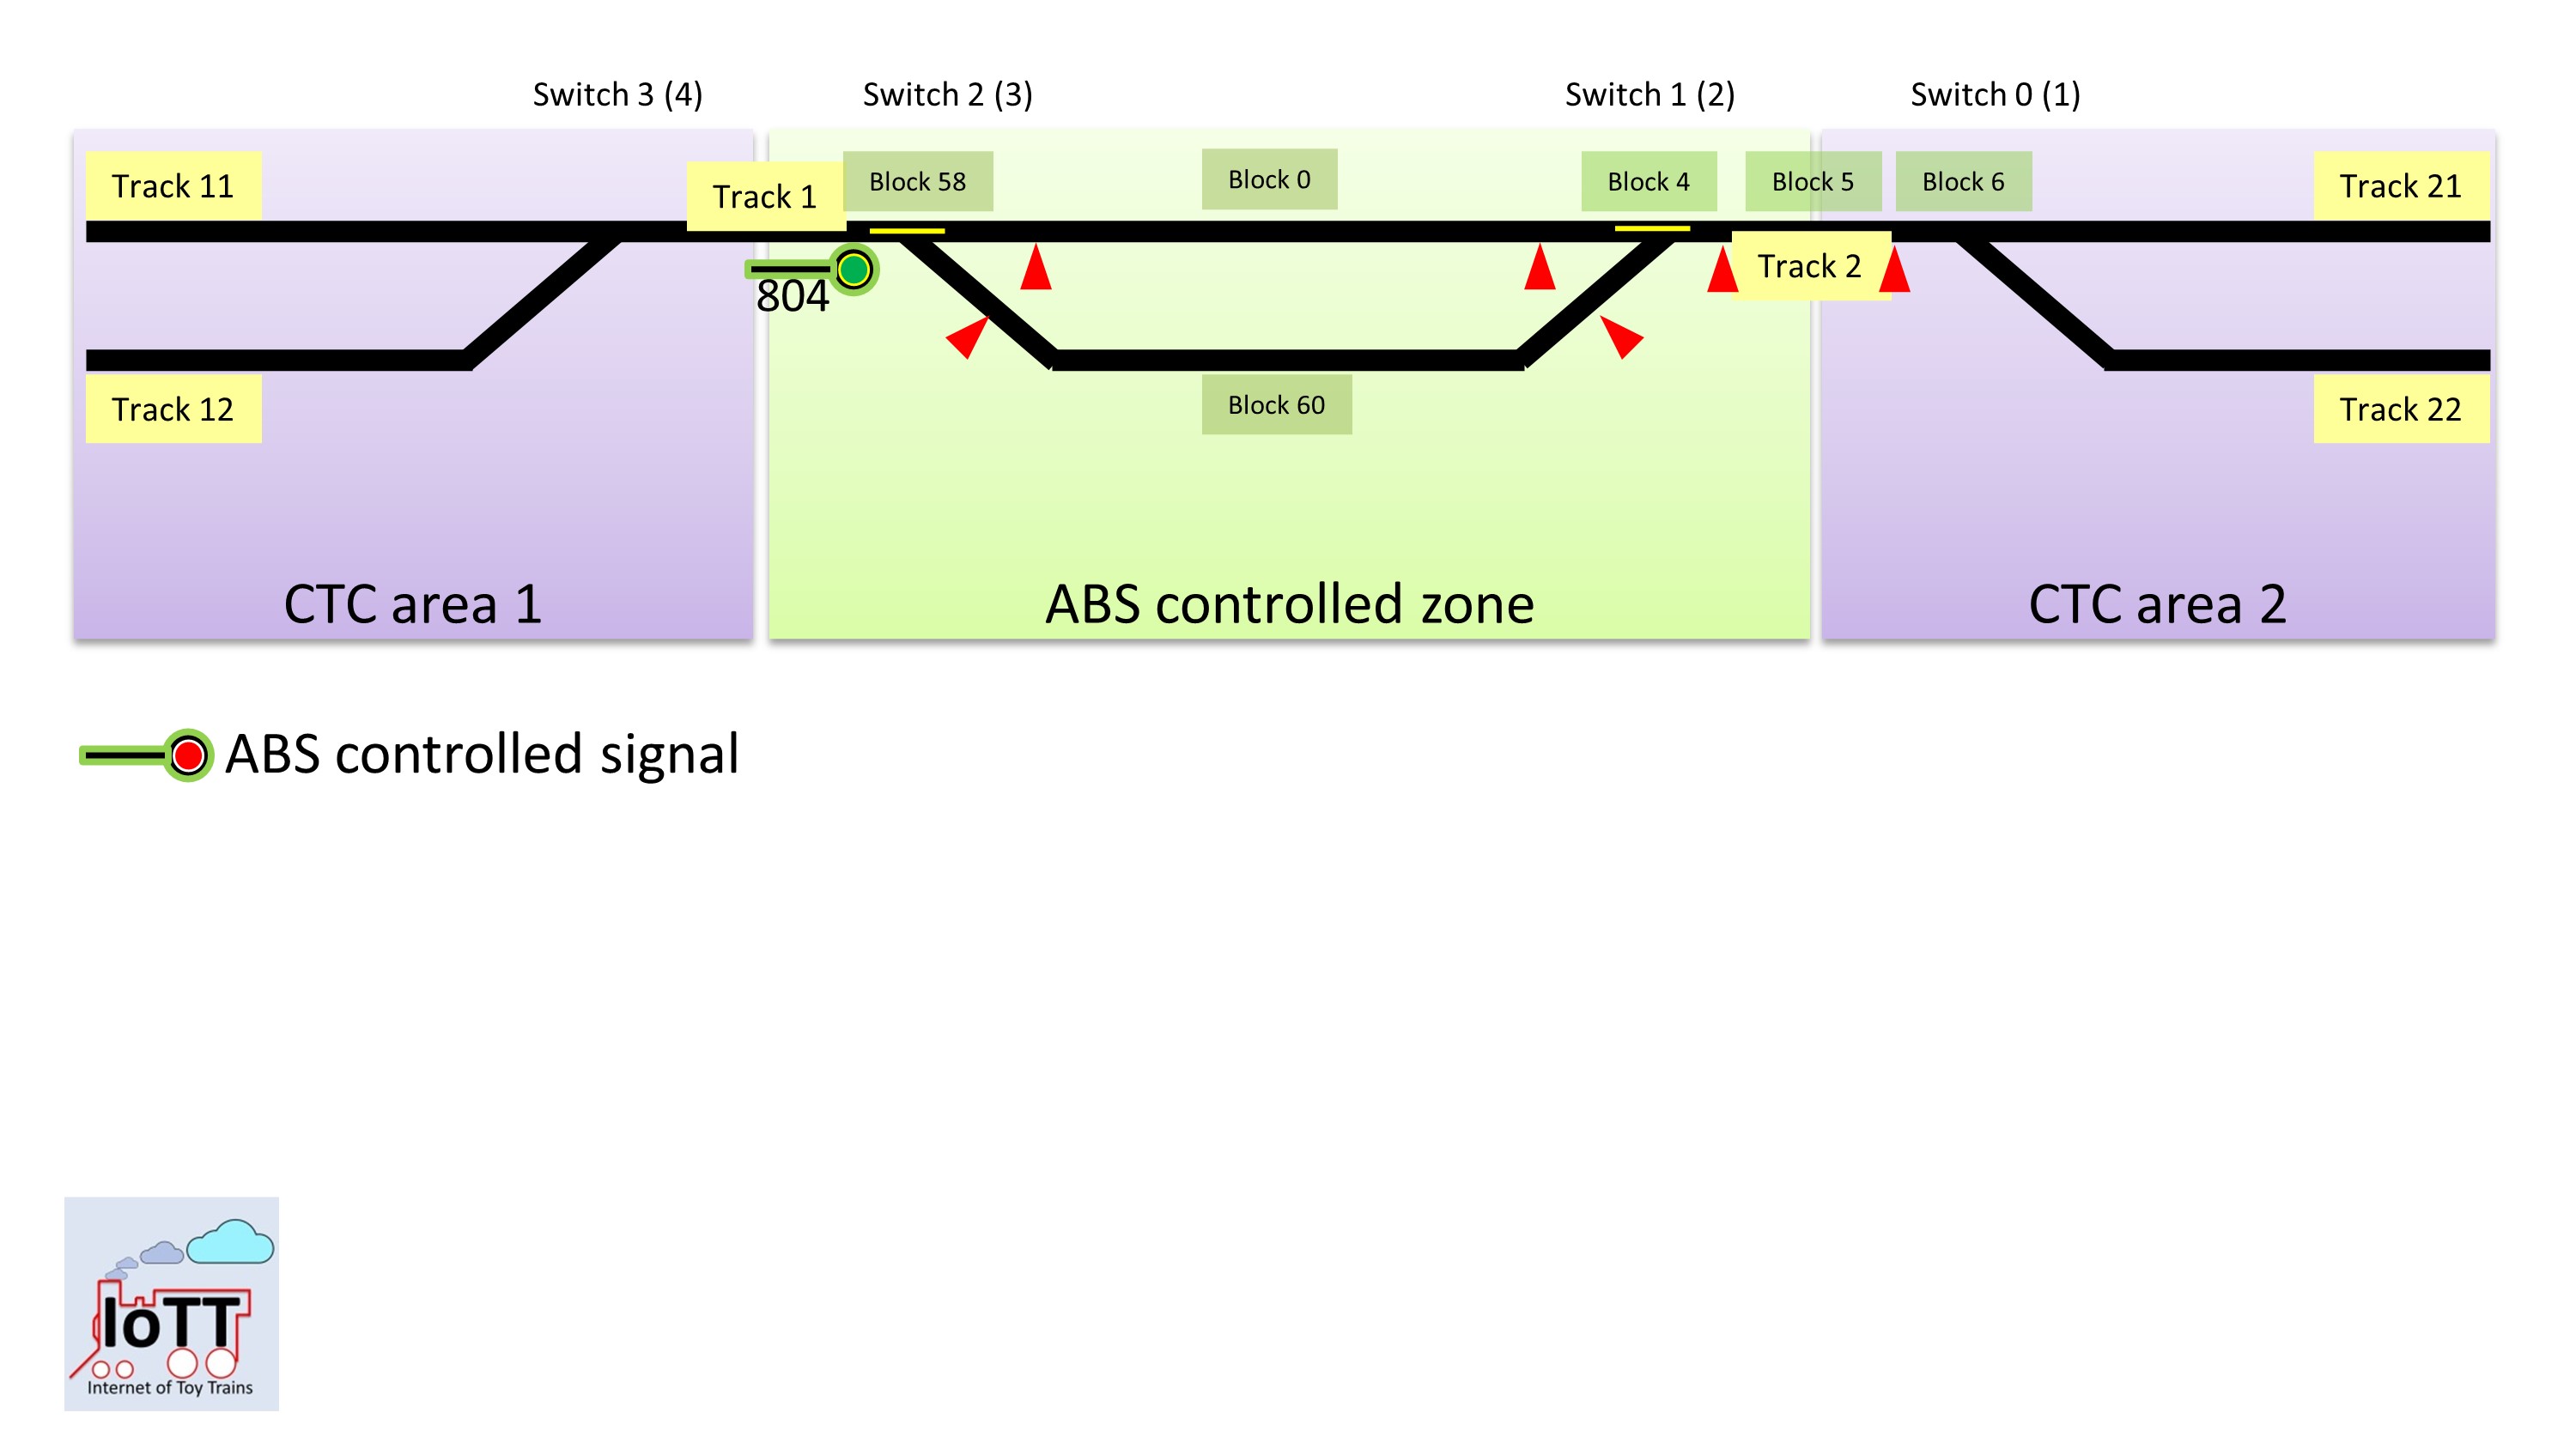 Switch 3 (4)
Switch 2 (3)
Switch 1 (2)
Switch 0 (1)
Track 11
Track 1
Block 58
Block 0
Block 4
Block 5
Block 6
Track 21
804
Track 2
Track 12
Block 60
Track 22
CTC area 1
ABS controlled zone
CTC area 2
ABS controlled signal
IoTT
Internet of Toy Trains